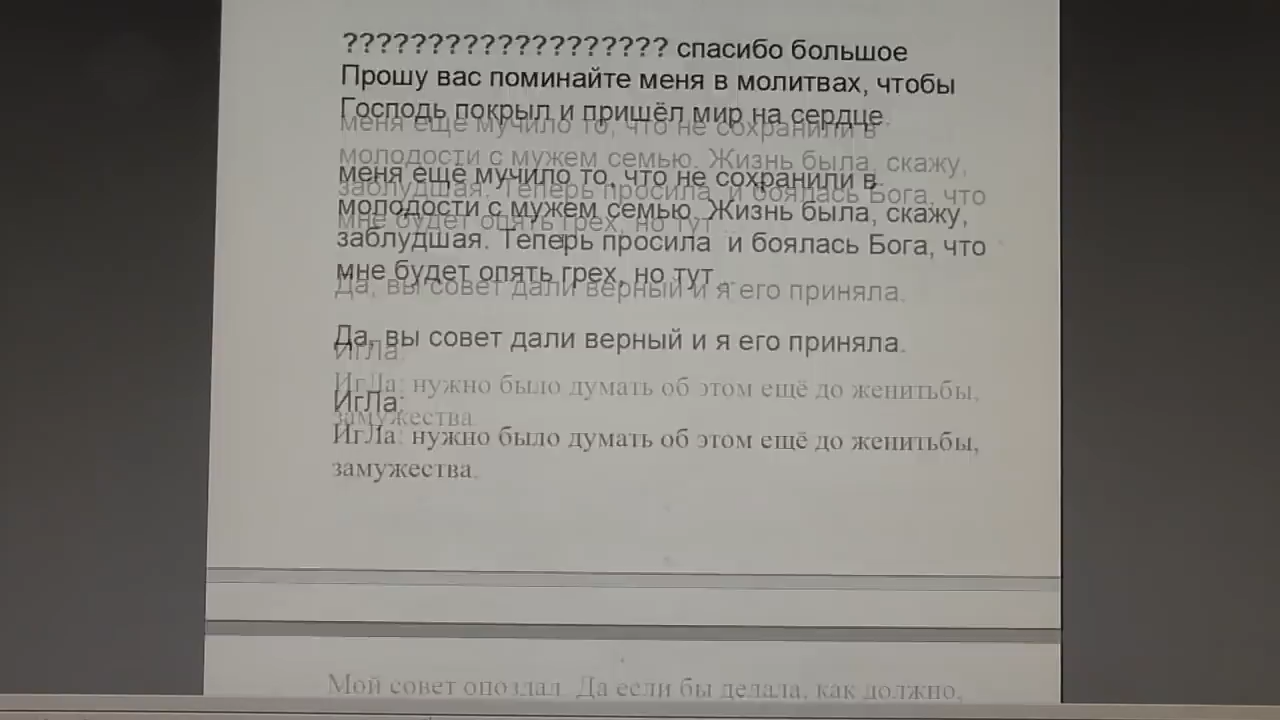 ??????????????????? спасибо большое
Прошу вас поминайте меня в молитвах, чтобы
Господь покрыл и пришёл мир на сердце.
меня ещё мучило то, что не сохранили в
молодости с мужем семью. Жизнь была, скажу,
заблудшая. Теперь просила и боялась Бога, что
мне будет опять грех, но тут...
Да, вы совет дали верный и я его приняла.
ИгЛа:
ИгЛа: нужно было думать об этом ещё до женитьбы,
замужества.
Мой совет опоздал. Да если бы делала, как должно,